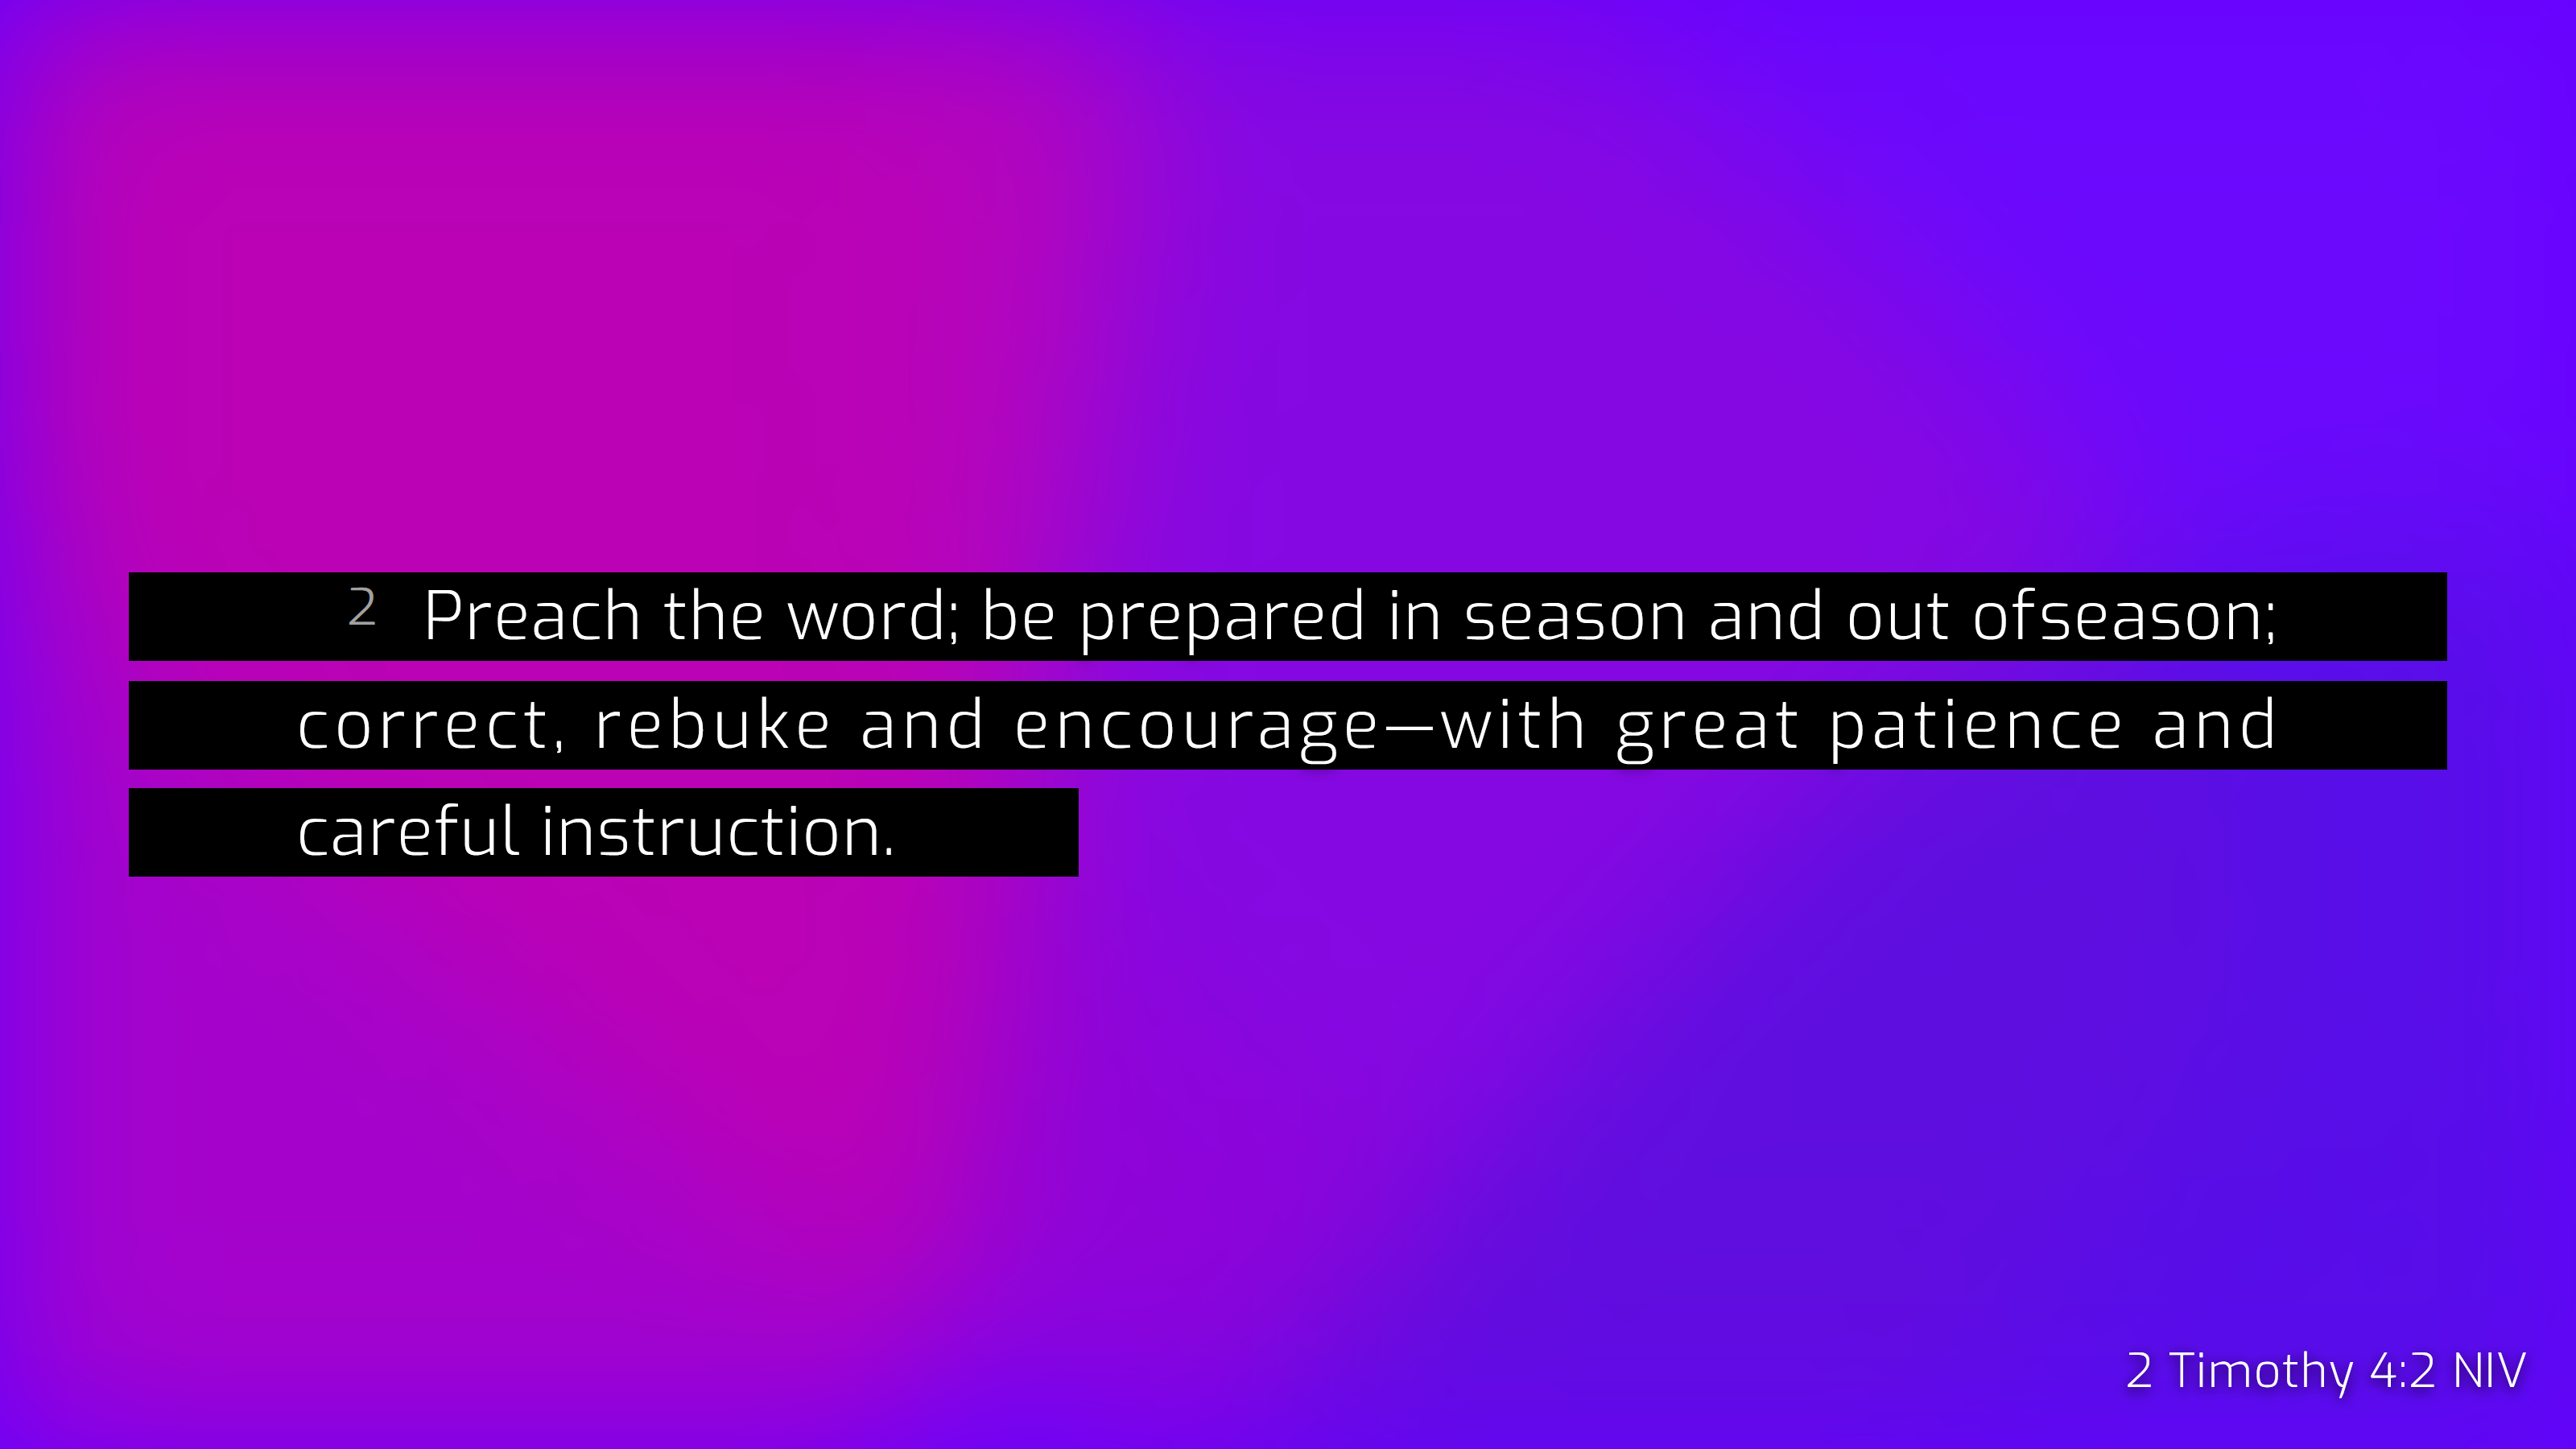 2 Preach the word; be prepared in season and out ofseason;
correct, rebuke and encourage—with great patience and
careful instruction.
2 Timothy 4:2 NIV